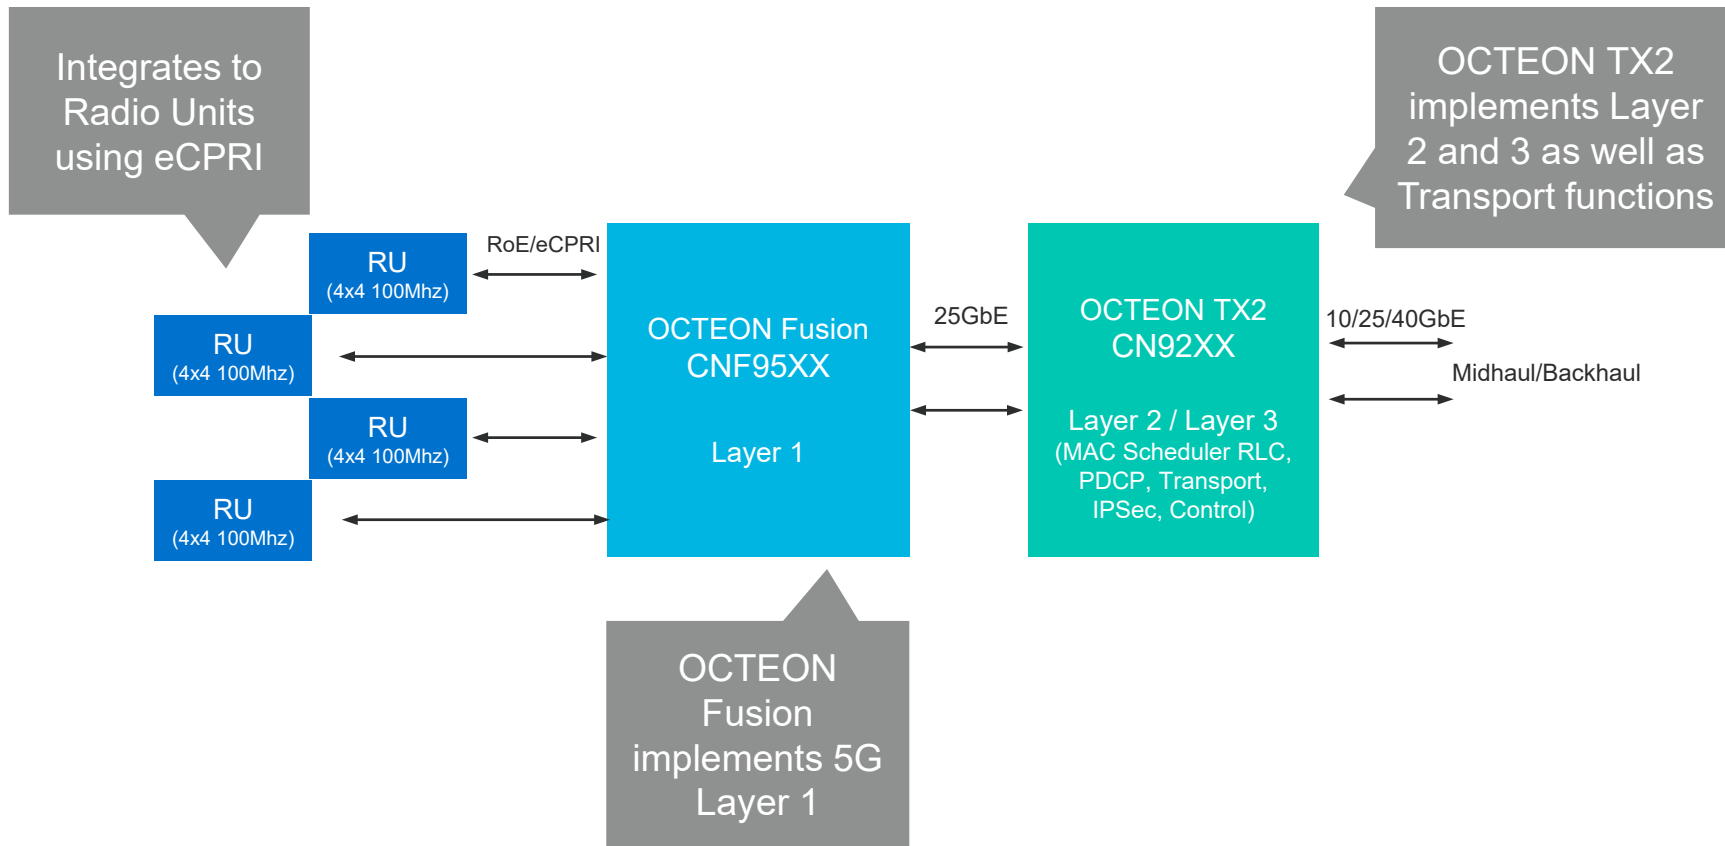 Integrates to
Radio Units
using eCPRI
OCTEON TX2
implements Layer
2 and 3 as well as
Transport functions
RU
(4x4 100Mhz)
RoE/eCPRI
RU
(4x4 100Mhz)
RU
(4x4 100Mhz)
RU
(4x4 100Mhz)
OCTEON Fusion
CNF95XX
Layer 1
25GbE
OCTEON TX2
CN92XX
Layer 2 / Layer 3
(MAC Scheduler RLC,
PDCP, Transport,
IPSec, Control)
10/25/40GbE
Midhaul/Backhaul
OCTEON
Fusion
implements 5G
Layer 1